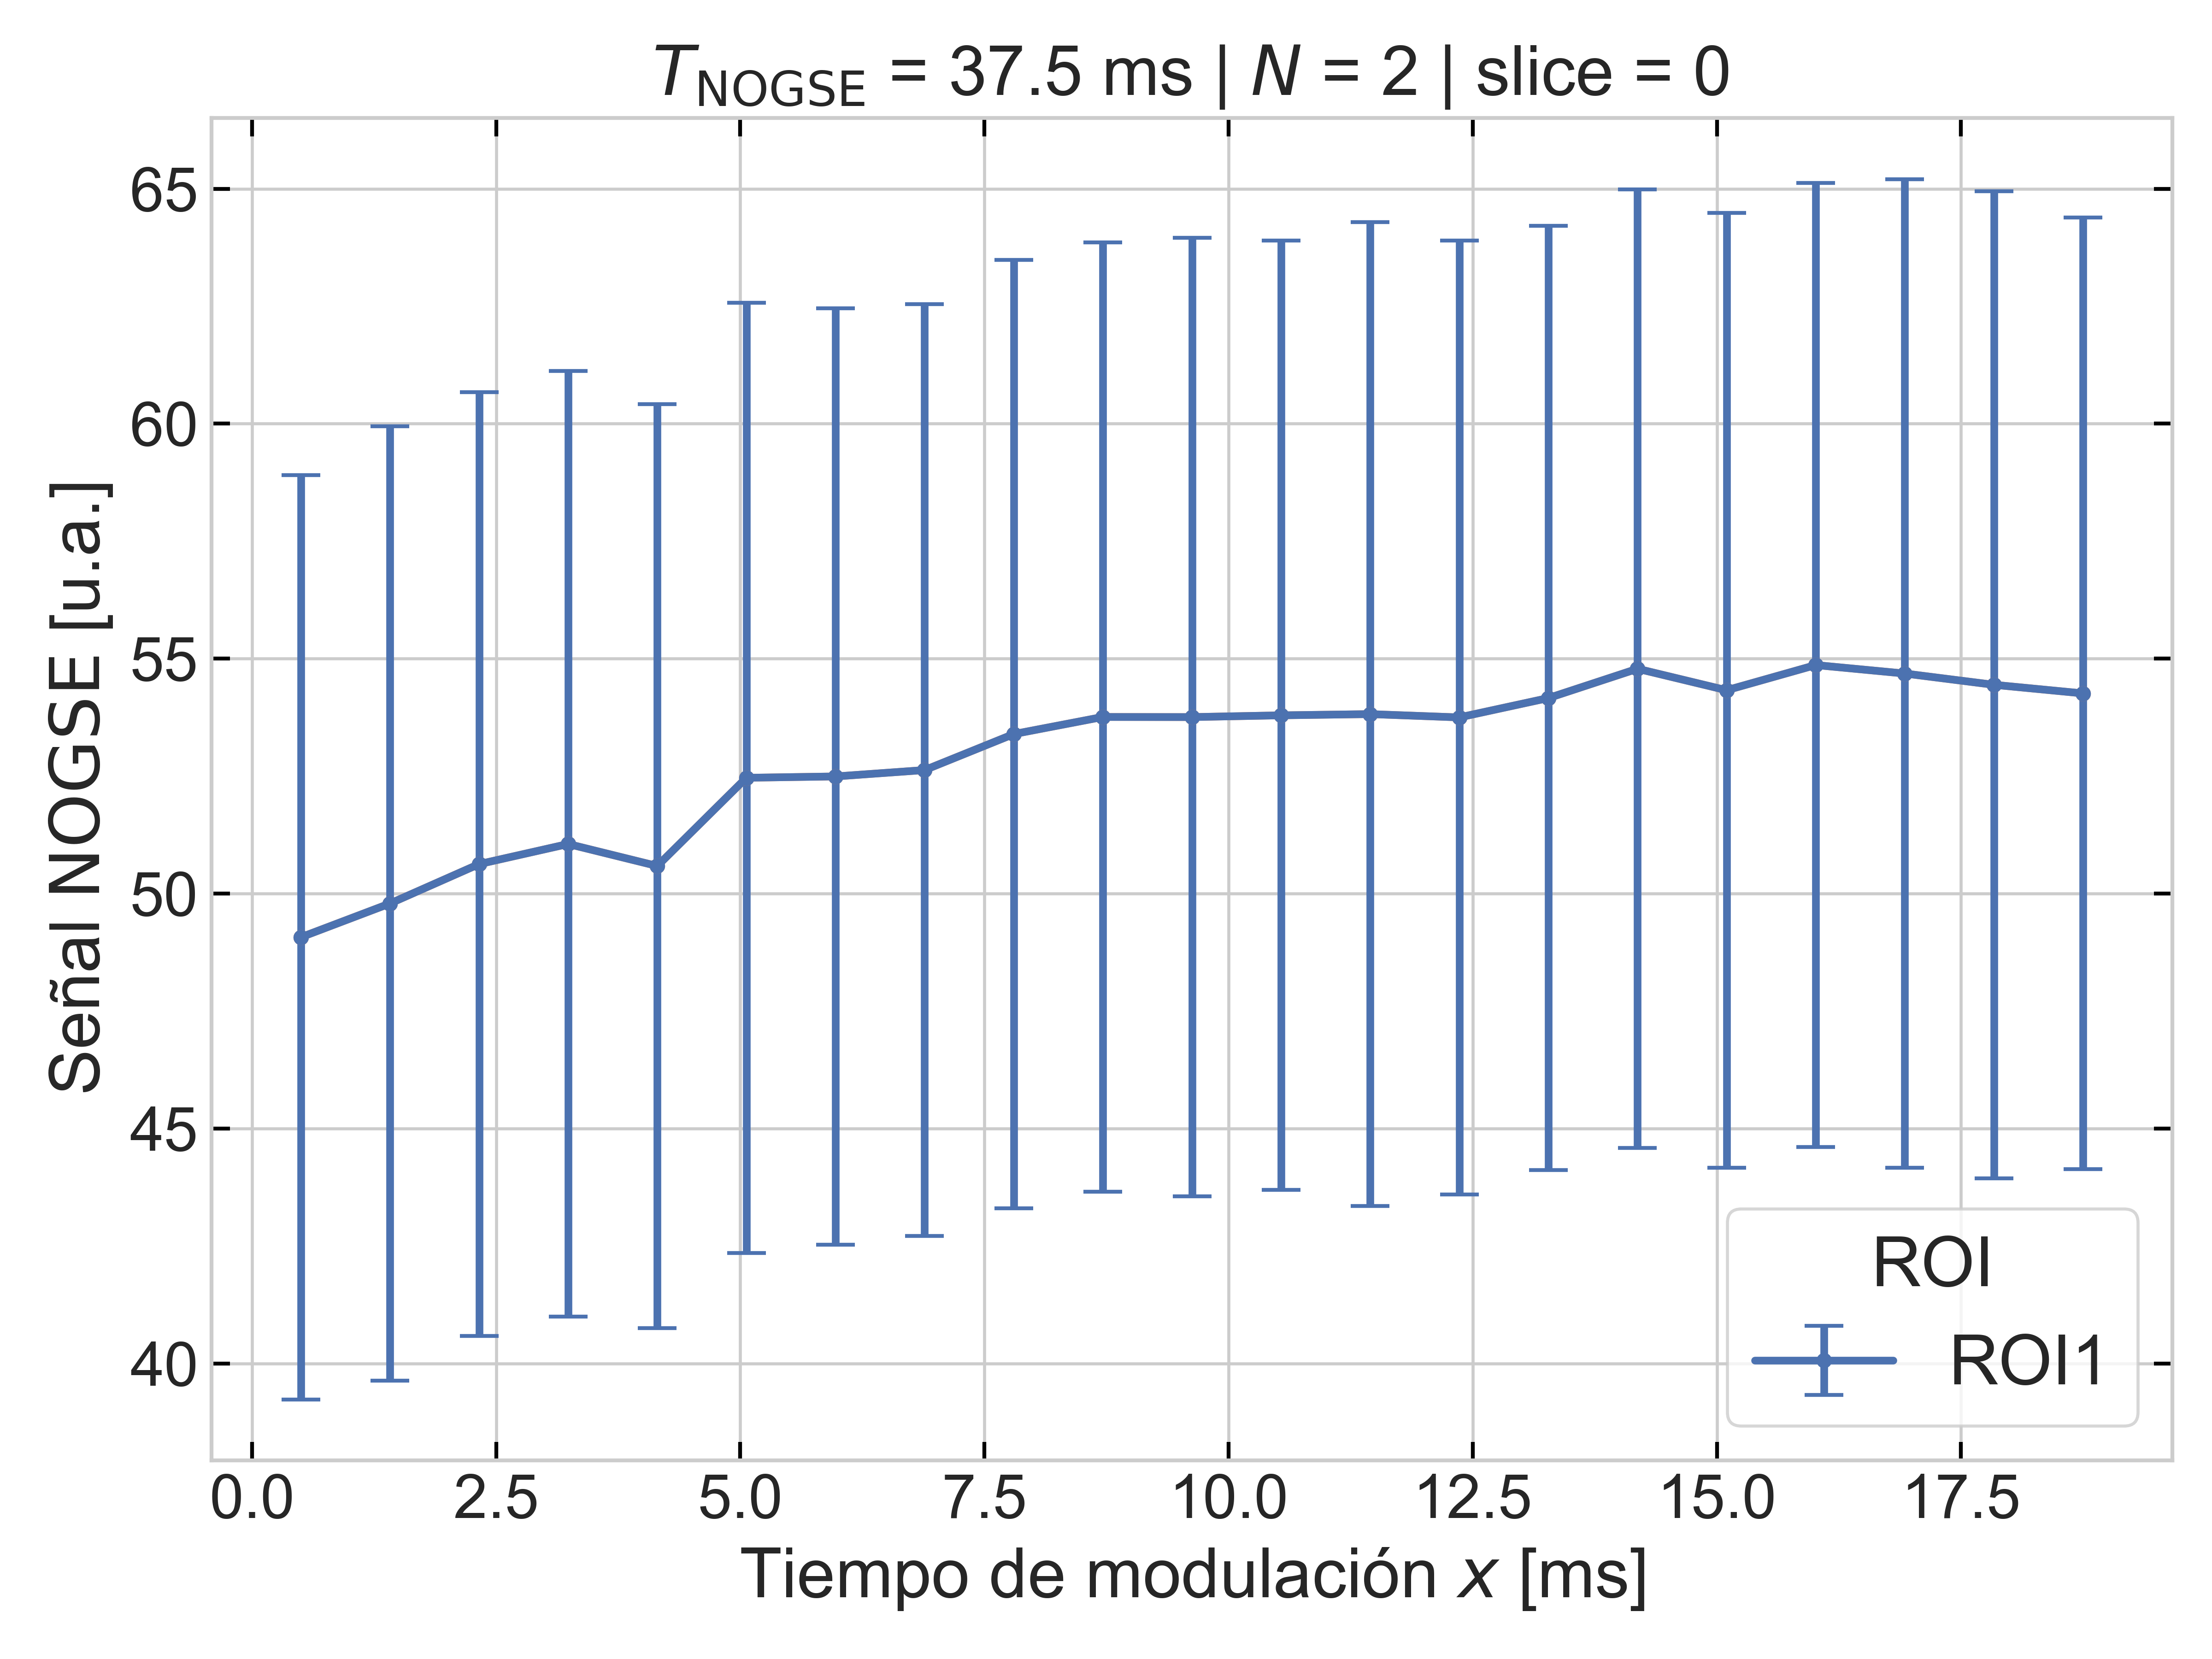 T_NOGSE = 37.5 ms | N = 2 | slice = 0
65
60
55
50
45
40
Señal NOGSE [u.a.]
ROI
ROI1
0.0 2.5 5.0 7.5 10.0 12.5 15.0 17.5
Tiempo de modulación x [ms]